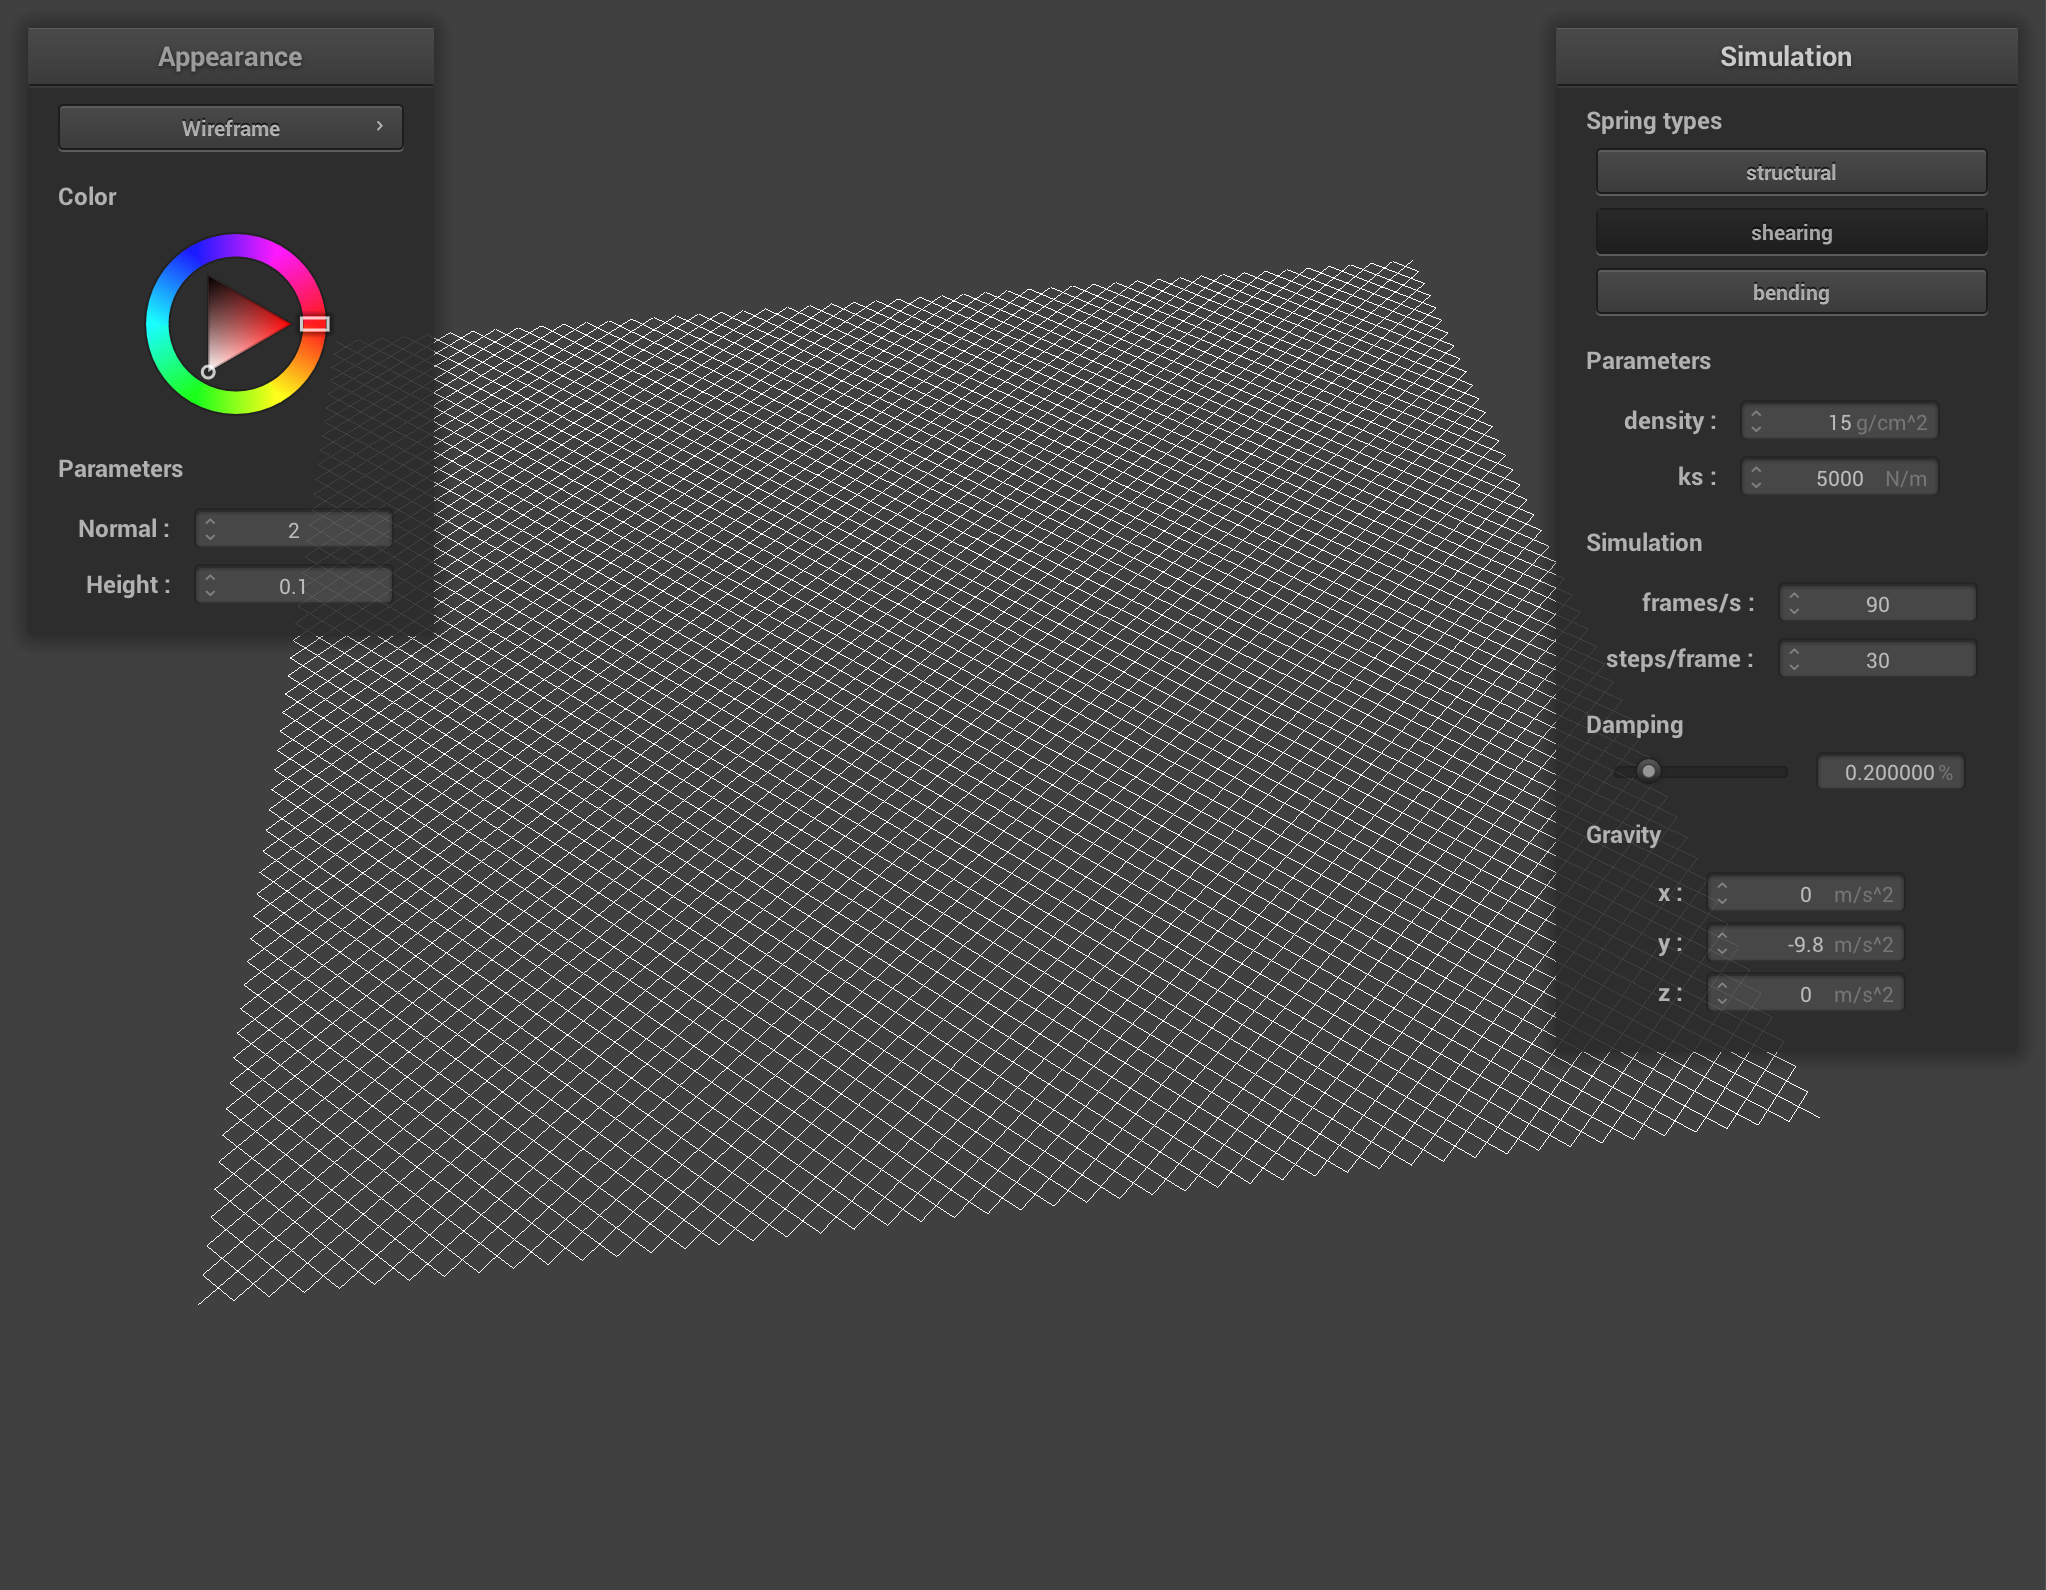 Appearance
Wireframe
Color
Parameters
Normal : 2
Height : 0.1
Simulation
Spring types
structural
shearing
bending
Parameters
density : 15 g/cm^2
ks : 5000 N/m
Simulation
frames/s : 90
steps/frame : 30
Damping
0.200000 %
Gravity
x : 0 m/s^2
y : -9.8 m/s^2
z : 0 m/s^2